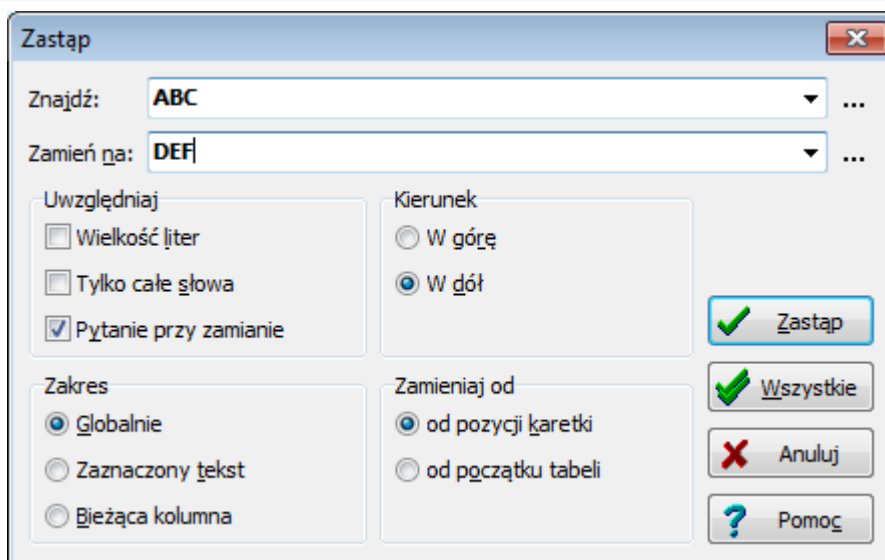 Zastąp
Znajdź: ABC ...
Zamień na: DEF ...
Uwzględniaj
Wielkość liter
Tylko całe słowa
Pytanie przy zamianie
Kierunek
W górę
W dół
Zakres
Globalnie
Zaznaczony tekst
Bieżąca kolumna
Zamieniaj od
od pozycji karetki
od początku tabeli
Zastąp
Wszystkie
Anuluj
Pomoc